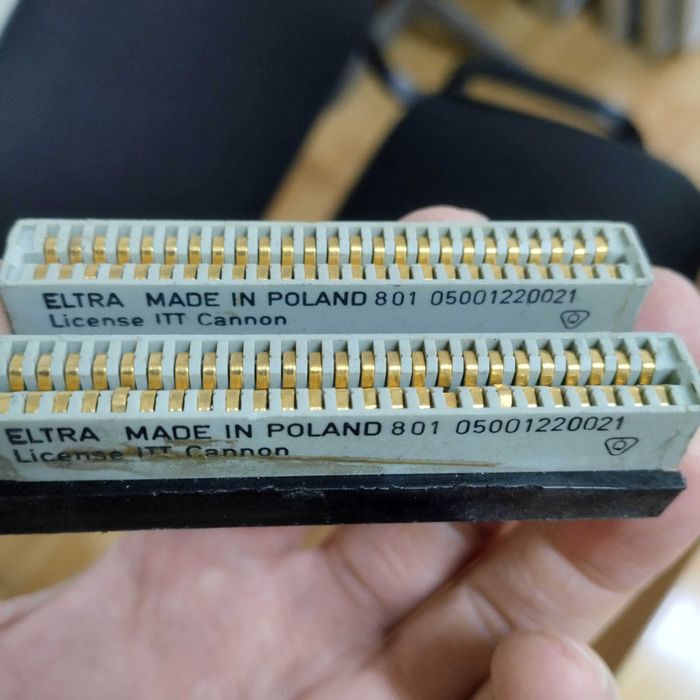 ELTRA MADE IN POLAND 801 05001220021
License ITT Cannon
ELTRA MADE IN POLAND 801 05001220021
License ITT Cannon